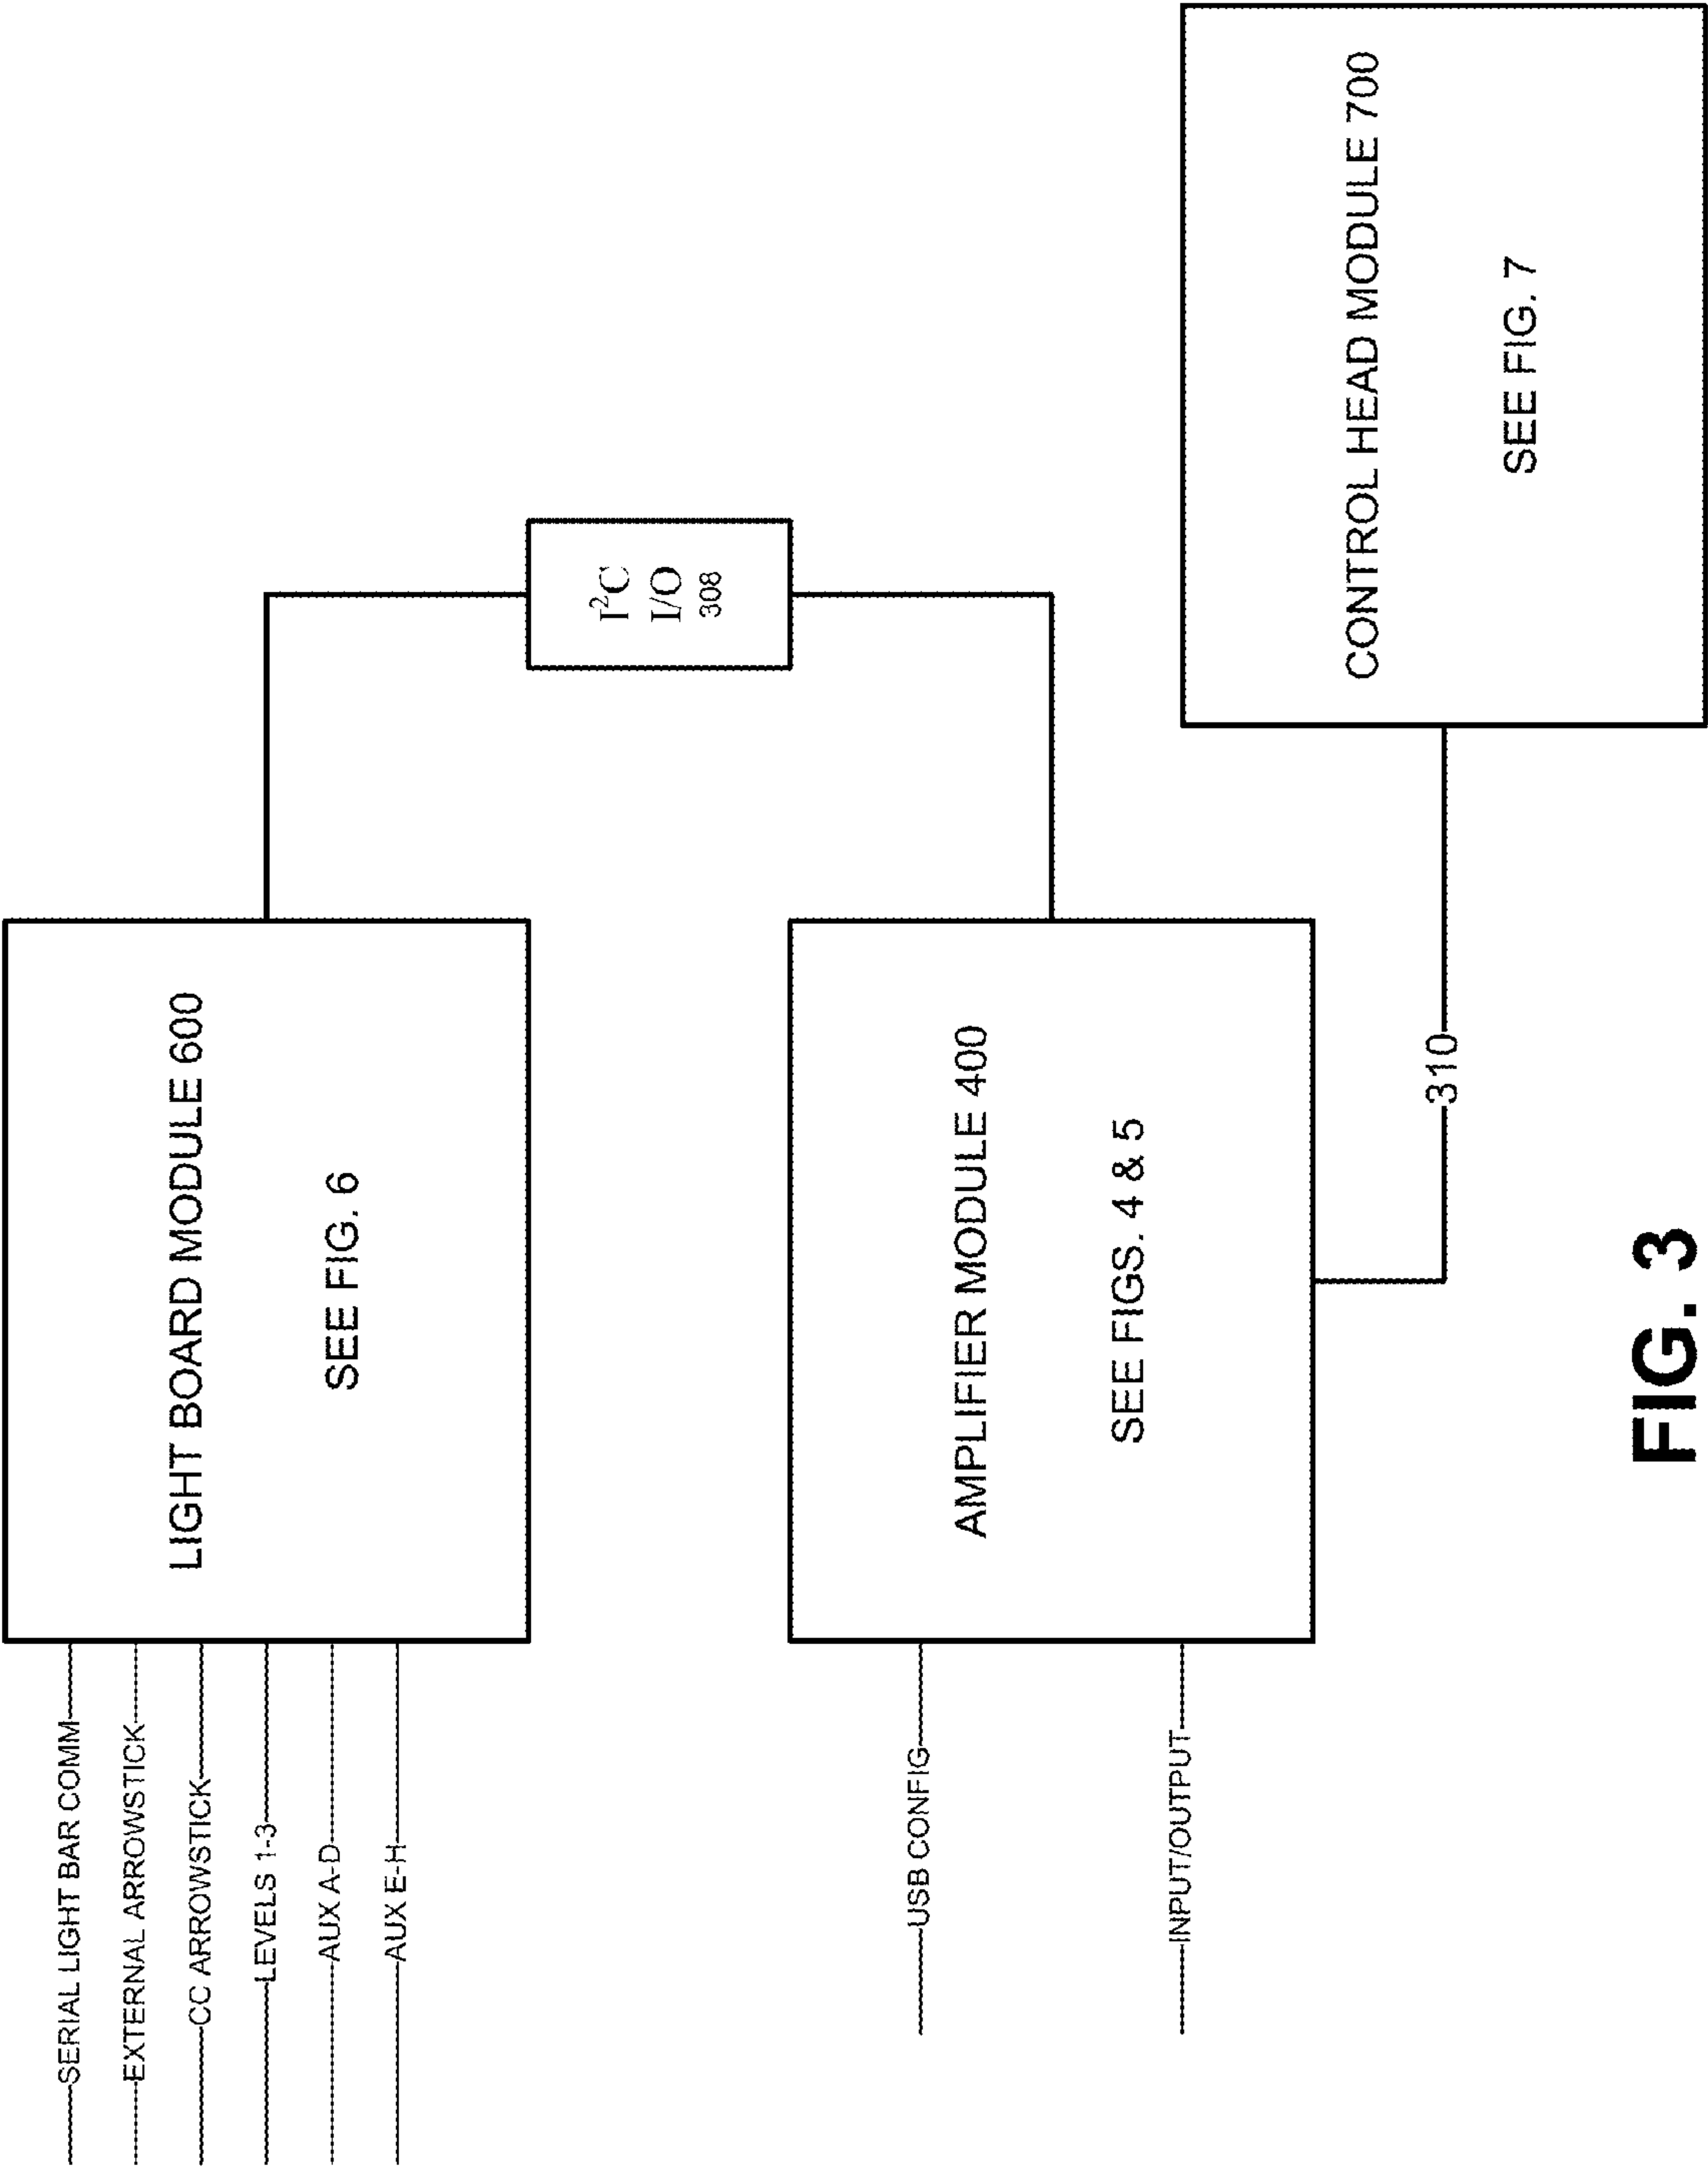 SERIAL LIGHT BAR COMM
EXTERNAL ARROWSTICK
CC ARROWSTICK
LEVELS 1-3
AUX A-D
AUX E-H
LIGHT BOARD MODULE 600
SEE FIG. 6
I²C
I/O
308
USB CONFIG
INPUT/OUTPUT
AMPLIFIER MODULE 400
SEE FIGS. 4 & 5
310
CONTROL HEAD MODULE 700
SEE FIG. 7
FIG. 3